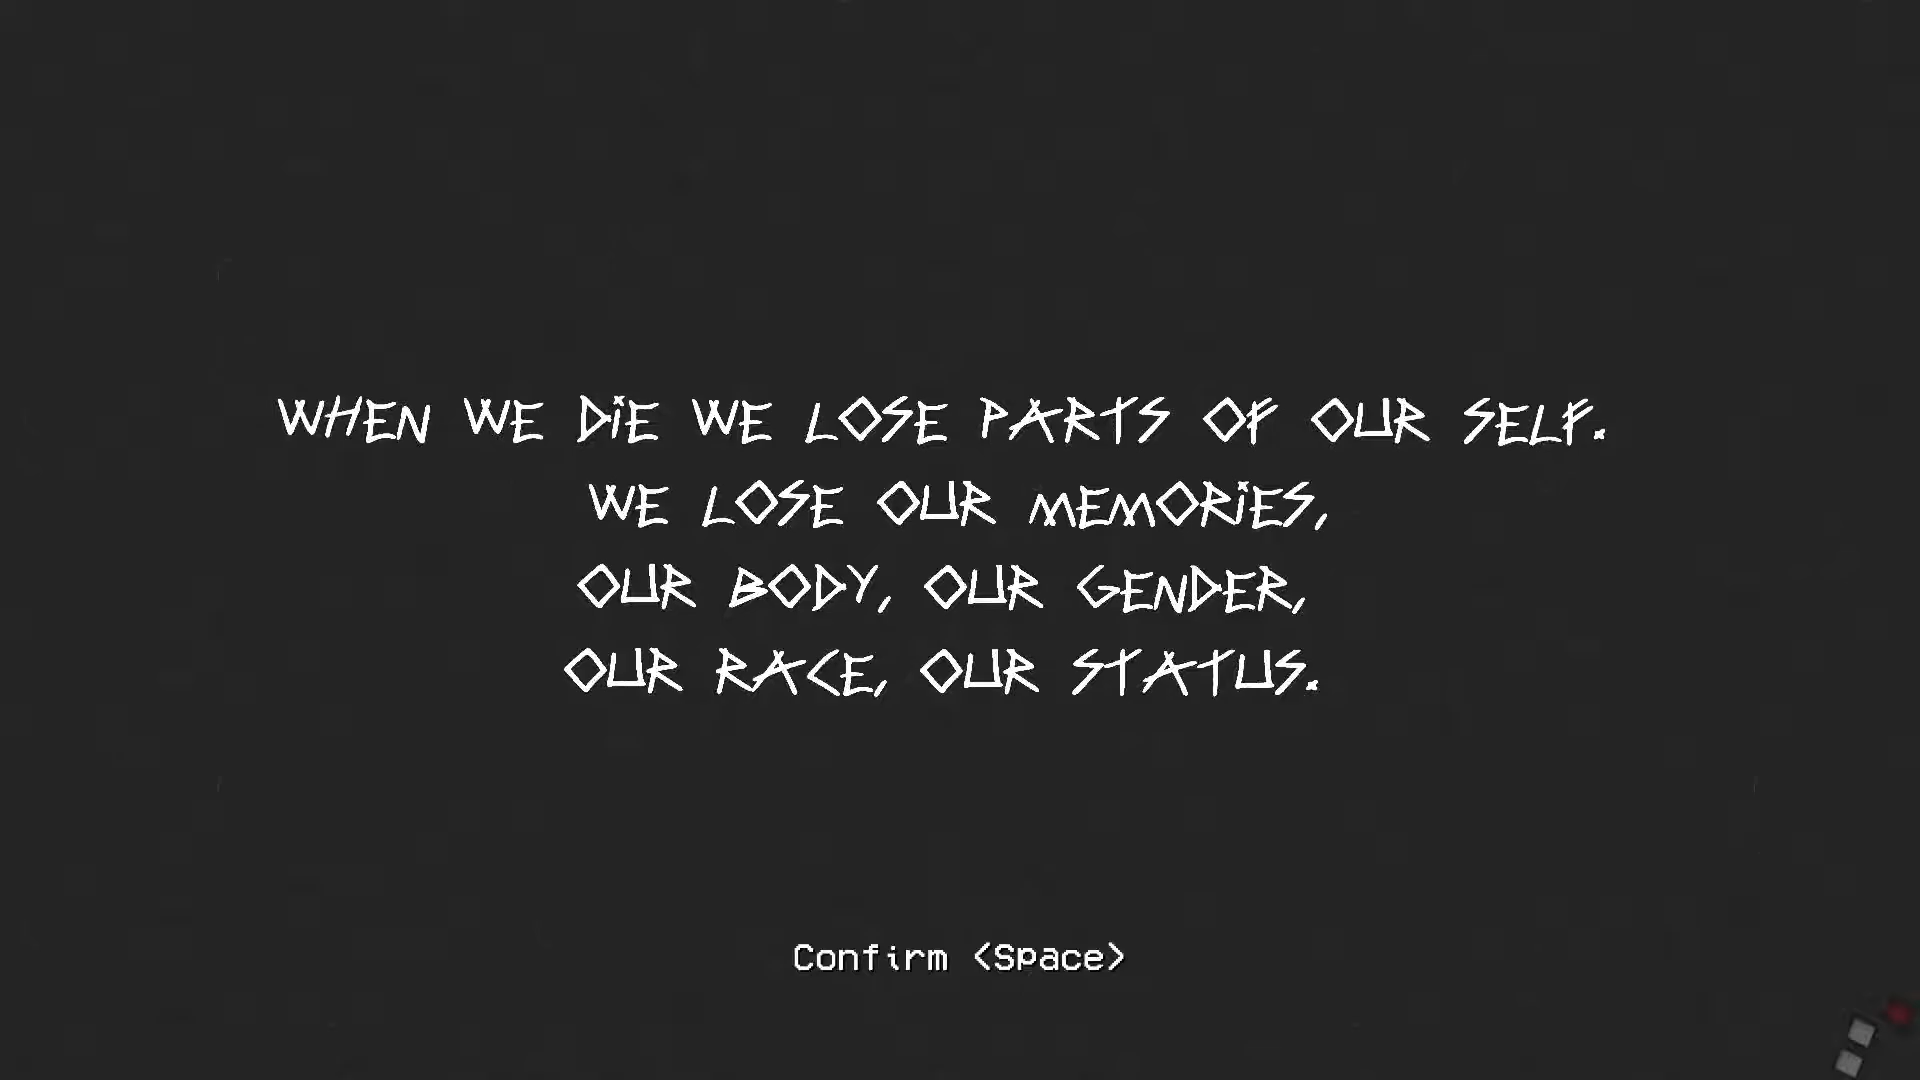 WHEN WE DiE WE LOSE PARTS OF OUR SELF.
WE LOSE OUR MEMORiES,
OUR BODY, OUR GENDER,
OUR RACE, OUR STATUS.
Confirm <Space>